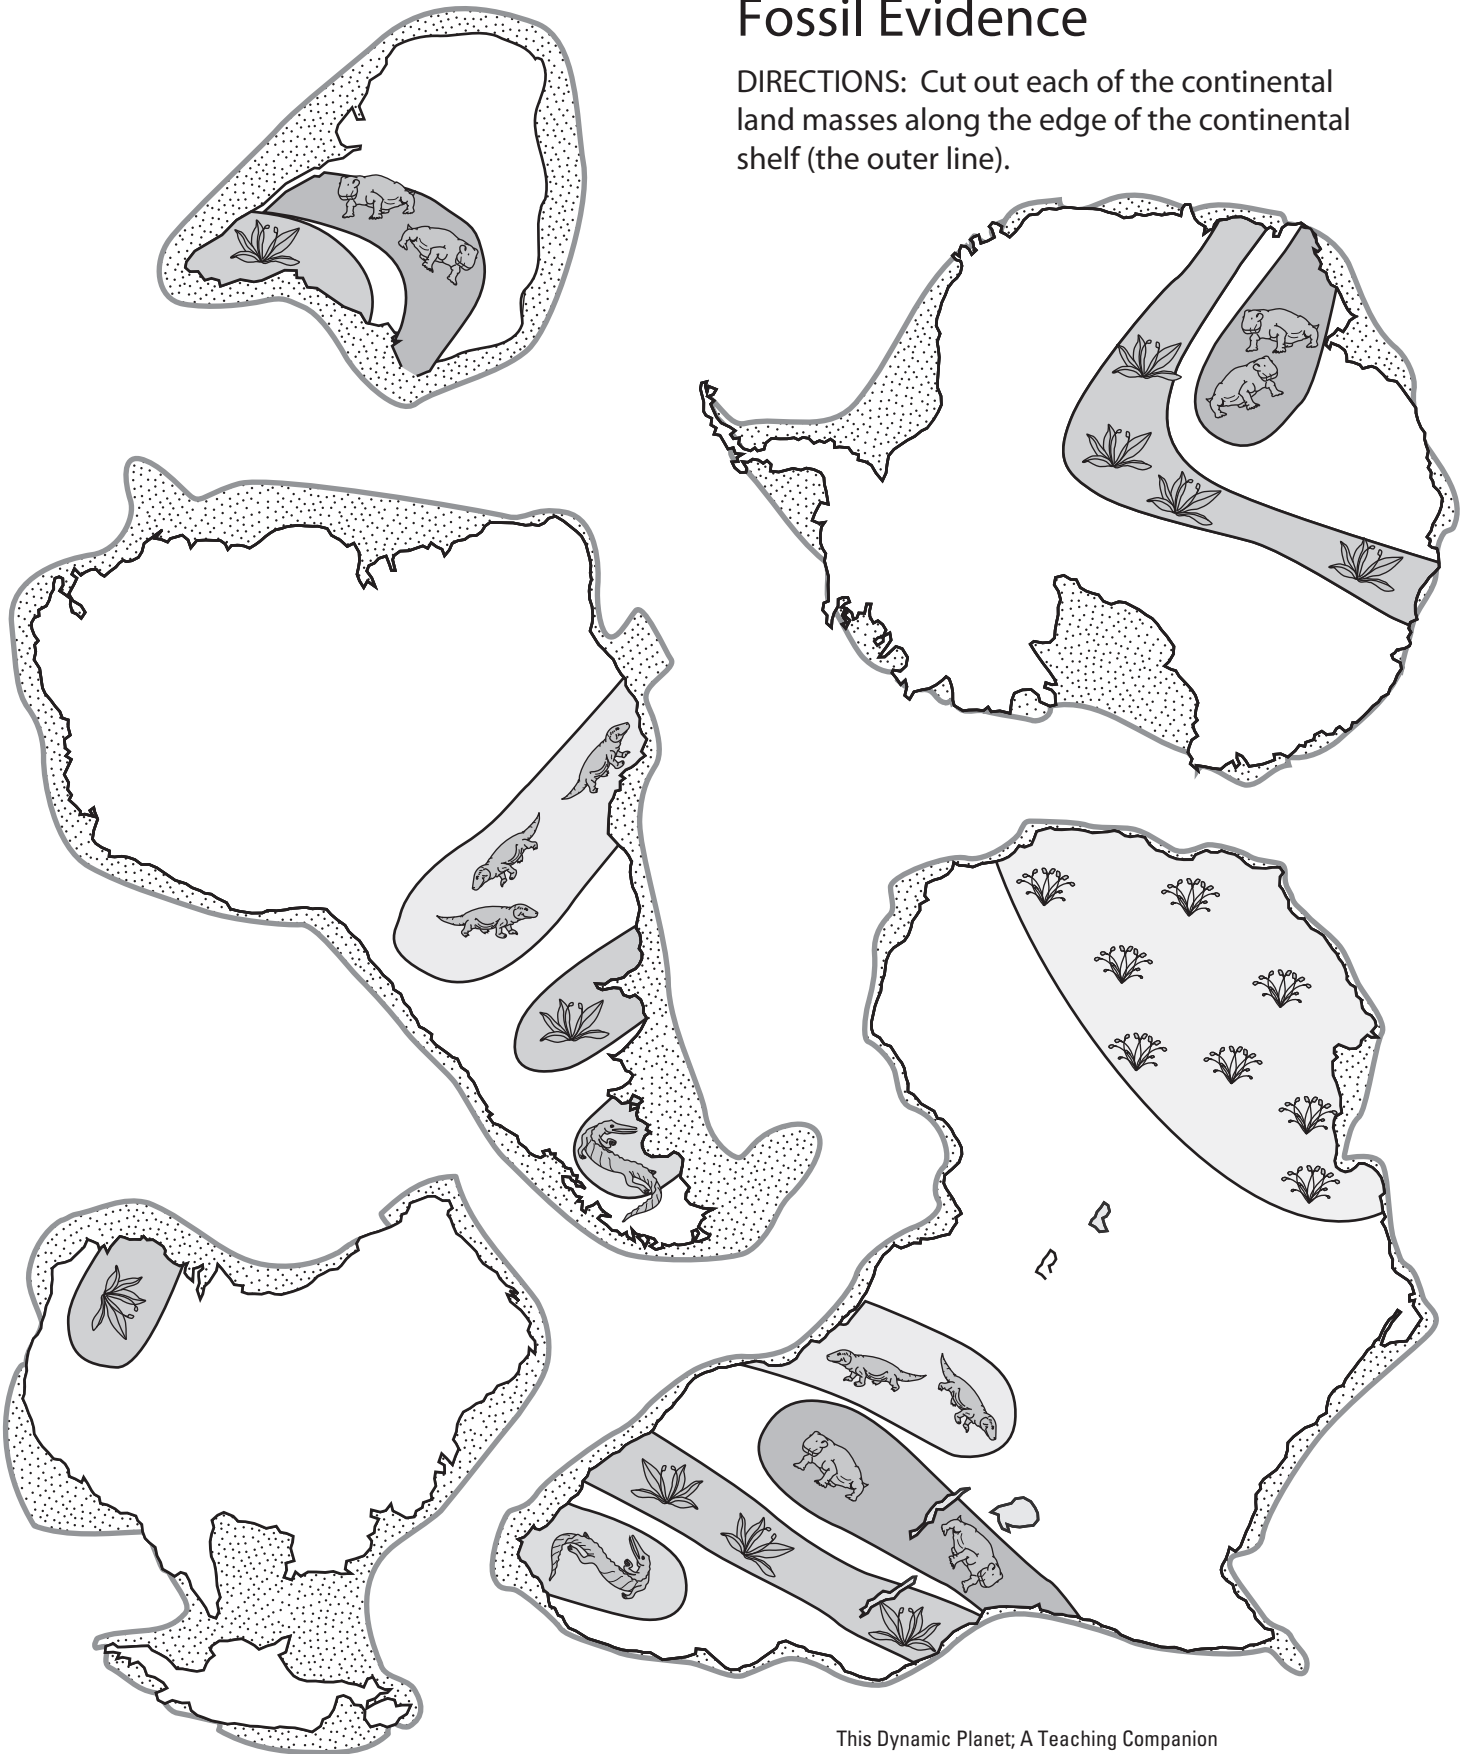 Fossil Evidence
DIRECTIONS: Cut out each of the continental
land masses along the edge of the continental
shelf (the outer line).
This Dynamic Planet; A Teaching Companion